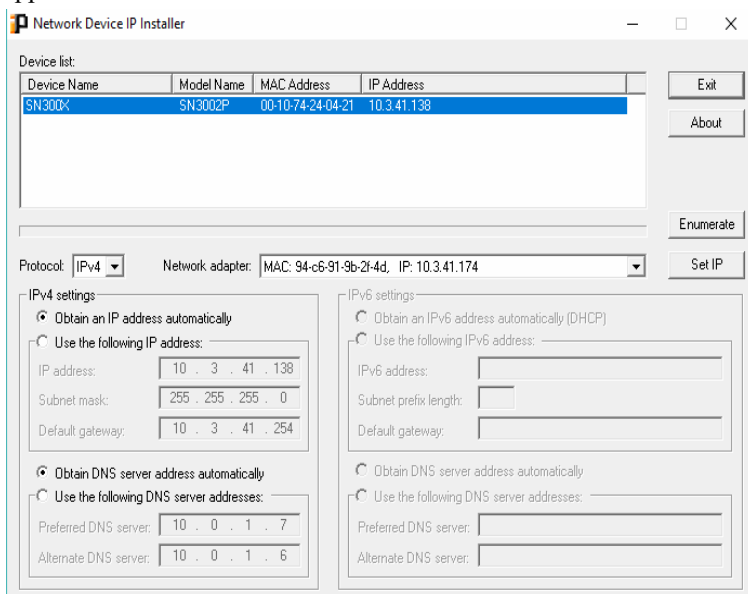 Network Device IP Installer
Device list:
Device Name Model Name MAC Address IP Address
SN300X SN3002P 00-10-74-24-04-21 10.3.41.138
Exit
About
Enumerate
Protocol: IPv4 Network adapter: MAC: 94-c6-91-9b-2f-4d, IP: 10.3.41.174 Set IP
IPv4 settings
Obtain an IP address automatically
Use the following IP address:
IP address: 10 . 3 . 41 . 138
Subnet mask: 255 . 255 . 255 . 0
Default gateway: 10 . 3 . 41 . 254
Obtain DNS server address automatically
Use the following DNS server addresses:
Preferred DNS server: 10 . 0 . 1 . 7
Alternate DNS server: 10 . 0 . 1 . 6
IPv6 settings
Obtain an IPv6 address automatically (DHCP)
Use the following IPv6 address:
IPv6 address:
Subnet prefix length:
Default gateway:
Obtain DNS server address automatically
Use the following DNS server addresses:
Preferred DNS server:
Alternate DNS server: